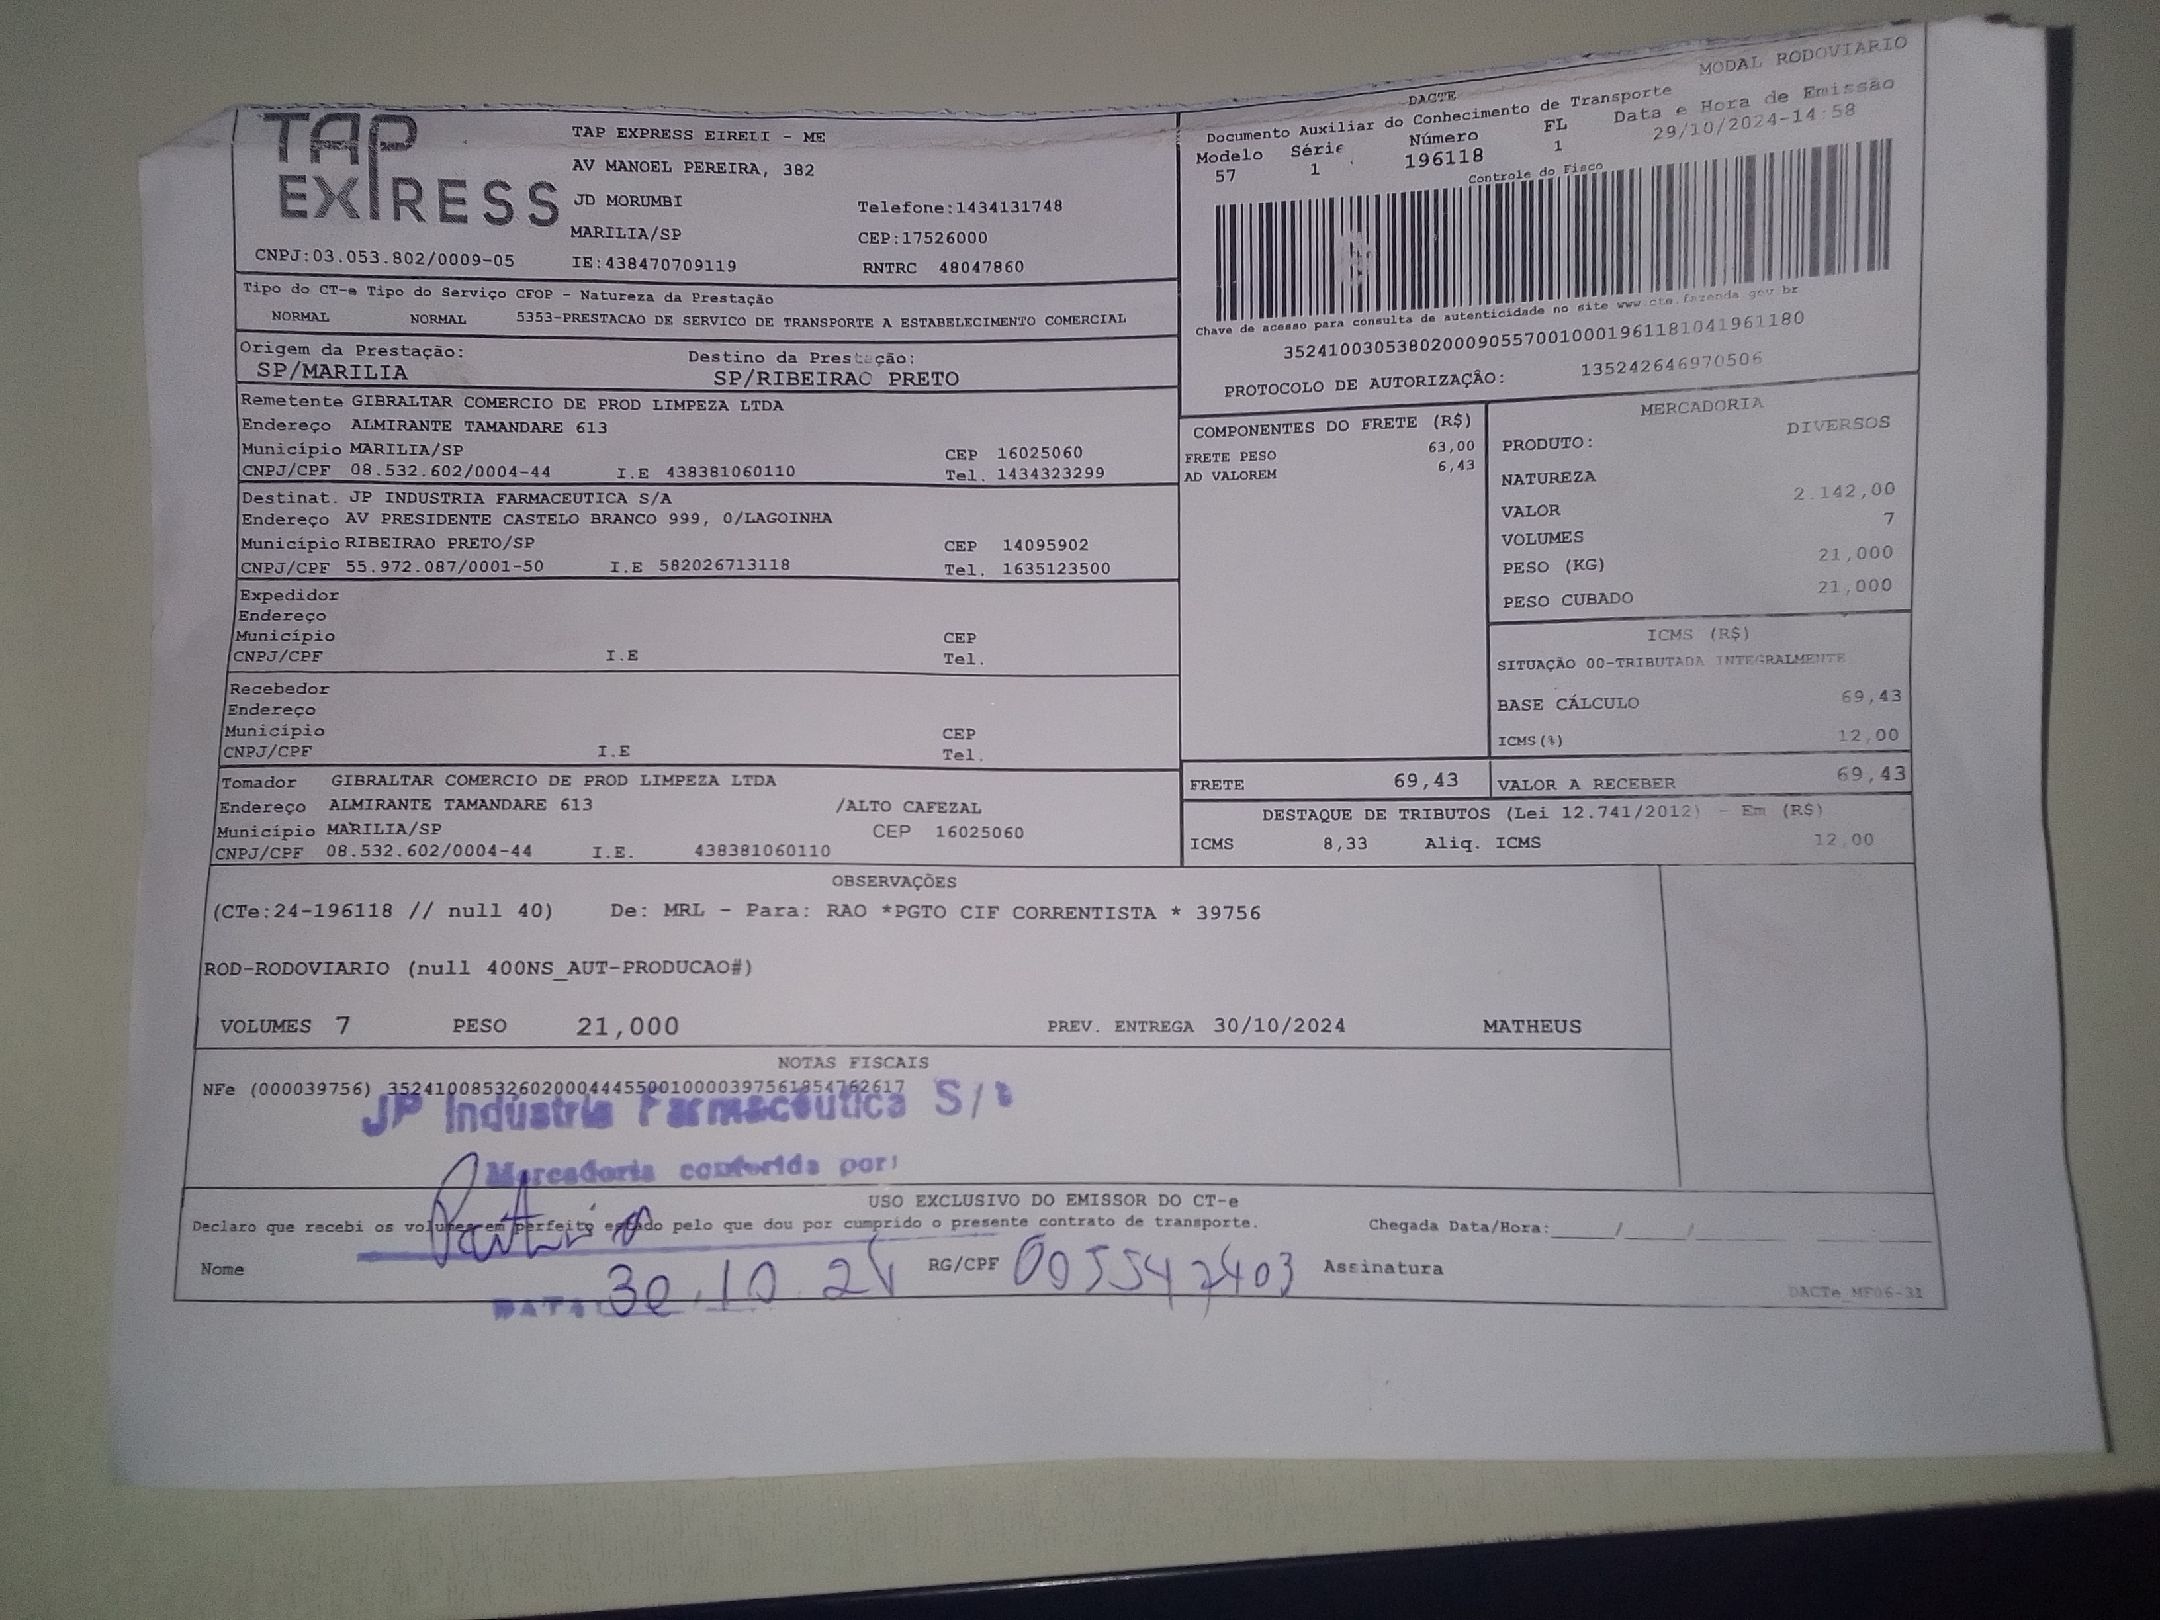 TAP
EXPRESS
CNPJ:03.053.802/0009-05
TAP EXPRESS EIRELI - ME
AV MANOEL PEREIRA, 382
JD MORUMBI
MARILIA/SP
IE:438470709119
Telefone:1434131748
CEP:17526000
RNTRC 48047860
DACTE
MODAL RODOVIARIO
Documento Auxiliar do Conhecimento de Transporte
Modelo Série Número FL Data e Hora de Emissão
57 1 196118 1 29/10/2024-14:58
Controle do Fisco
Chave de acesso para consulta de autenticidade no site www.cte.fazenda.gov.br
35241003053802000905570010001961181041961180
PROTOCOLO DE AUTORIZAÇÃO: 135242646970506
Tipo do CT-e Tipo do Serviço CFOP - Natureza da Prestação
NORMAL NORMAL 5353-PRESTACAO DE SERVICO DE TRANSPORTE A ESTABELECIMENTO COMERCIAL
Origem da Prestação: Destino da Prestação:
SP/MARILIA SP/RIBEIRAO PRETO
Remetente GIBRALTAR COMERCIO DE PROD LIMPEZA LTDA
Endereço ALMIRANTE TAMANDARE 613
Município MARILIA/SP CEP 16025060
CNPJ/CPF 08.532.602/0004-44 I.E 438381060110 Tel. 1434323299
Destinat. JP INDUSTRIA FARMACEUTICA S/A
Endereço AV PRESIDENTE CASTELO BRANCO 999, 0/LAGOINHA
Município RIBEIRAO PRETO/SP CEP 14095902
CNPJ/CPF 55.972.087/0001-50 I.E 582026713118 Tel. 1635123500
Expedidor
Endereço
Município CEP
CNPJ/CPF I.E Tel.
Recebedor
Endereço
Município CEP
CNPJ/CPF I.E Tel.
Tomador GIBRALTAR COMERCIO DE PROD LIMPEZA LTDA
Endereço ALMIRANTE TAMANDARE 613 /ALTO CAFEZAL
Município MARILIA/SP CEP 16025060
CNPJ/CPF 08.532.602/0004-44 I.E. 438381060110
COMPONENTES DO FRETE (R$)
FRETE PESO 63,00
AD VALOREM 6,43
MERCADORIA
PRODUTO: DIVERSOS
NATUREZA
VALOR 2.142,00
VOLUMES 7
PESO (KG) 21,000
PESO CUBADO 21,000
ICMS (R$)
SITUAÇÃO 00-TRIBUTADA INTEGRALMENTE
BASE CÁLCULO 69,43
ICMS(%) 12,00
FRETE 69,43 VALOR A RECEBER 69,43
DESTAQUE DE TRIBUTOS (Lei 12.741/2012) - Em (R$)
ICMS 8,33 Aliq. ICMS 12,00
OBSERVAÇÕES
(CTe:24-196118 // null 40) De: MRL - Para: RAO *PGTO CIF CORRENTISTA * 39756
ROD-RODOVIARIO (null 400NS_AUT-PRODUCAO#)
VOLUMES 7 PESO 21,000 PREV. ENTREGA 30/10/2024 MATHEUS
NOTAS FISCAIS
NFe (000039756) 35241008532602000444550010000397561854762617
JP Indústria Farmacêutica S/A
Mercadoria conferida por:
USO EXCLUSIVO DO EMISSOR DO CT-e
Declaro que recebi os volumes em perfeito estado pelo que dou por cumprido o presente contrato de transporte. Chegada Data/Hora:_____/_____/_______
Nome RG/CPF 005542403 Assinatura
DATA: 30.10.24
DACTe_MF06-31